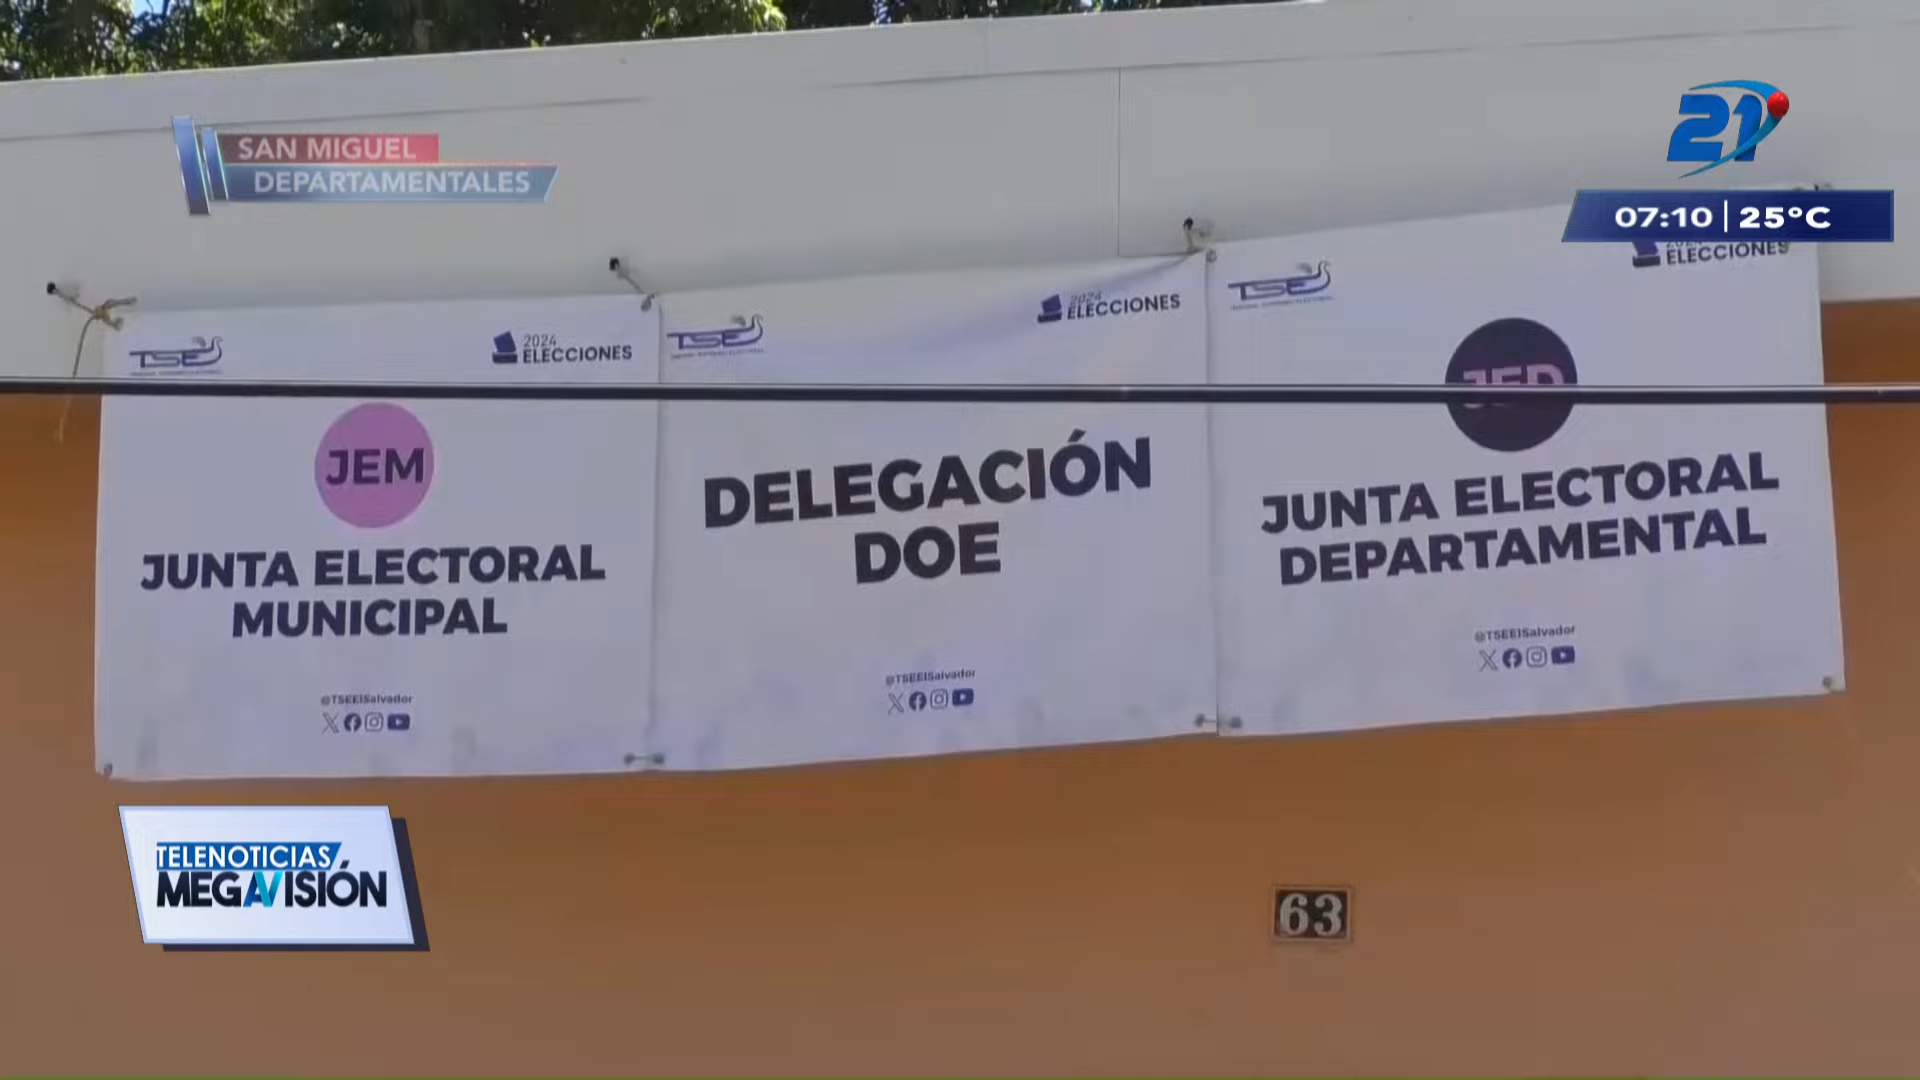 SAN MIGUEL
DEPARTAMENTALES
21
07:10 | 25°C
TSE
2024
ELECCIONES
JEM
JUNTA ELECTORAL
MUNICIPAL
@TSEElSalvador
TSE
2024
ELECCIONES
DELEGACIÓN
DOE
@TSEElSalvador
TSE
ELECCIONES
JED
JUNTA ELECTORAL
DEPARTAMENTAL
@TSEElSalvador
TELENOTICIAS
MEGAVISIÓN
63